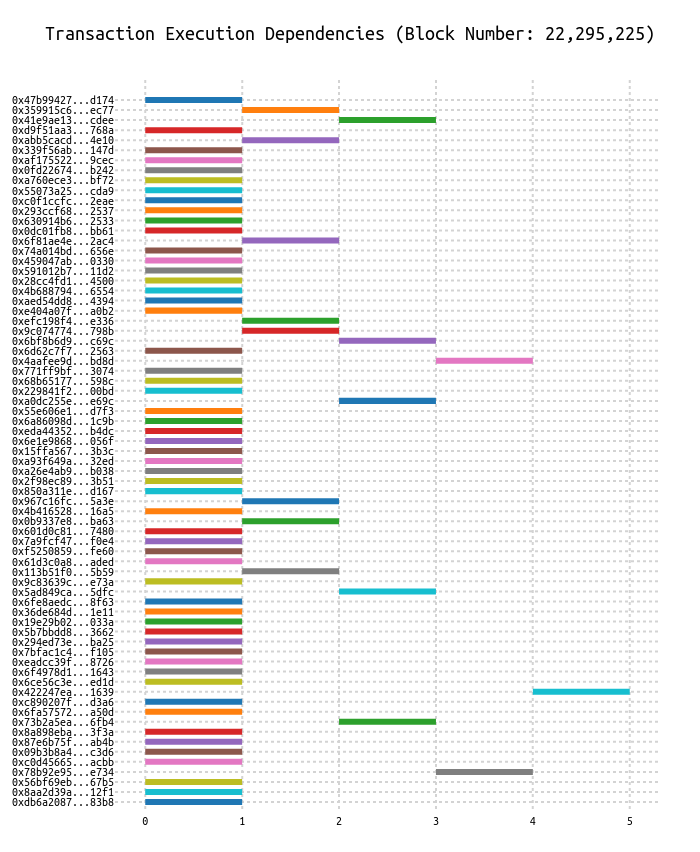 Transaction Execution Dependencies (Block Number: 22,295,225)
0x47b99427...d174
0x359915c6...ec77
0x41e9ae13...cdee
0xd9f51aa3...768a
0xabb5cacd...4e10
0x339f56ab...147d
0xaf175522...9cec
0x0fd22674...b242
0xa760ece3...bf72
0x55073a25...cda9
0xc0f1ccfc...2eae
0x293ccf68...2537
0x630914b6...2533
0x0dc01fb8...bb61
0x6f81ae4e...2ac4
0x74a014bd...656e
0x459047ab...0330
0x591012b7...11d2
0x28cc4fd1...4500
0x4b688794...6554
0xaed54dd8...4394
0xe404a07f...a0b2
0xefc198f4...e336
0x9c074774...798b
0x6bf8b6d9...c69c
0x6d62c7f7...2563
0x4aafee9d...bd8d
0x771ff9bf...3074
0x68b65177...598c
0x229841f2...00bd
0xa0dc255e...e69c
0x55e606e1...d7f3
0x6a86098d...1c9b
0xeda44352...b4dc
0x6e1e9868...056f
0x15ffa567...3b3c
0xa93f649a...32ed
0xa26e4ab9...b038
0x2f98ec89...3b51
0x850a311e...d167
0x967c16fc...5a3e
0x4b416528...16a5
0x0b9337e8...ba63
0x601d0c81...7480
0x7a9fcf47...f0e4
0xf5250859...fe60
0x61d3c0a8...aded
0x113b51f0...5b59
0x9c83639c...e73a
0x5ad849ca...5dfc
0x6fe8aedc...8f63
0x36de684d...1e11
0x19e29b02...033a
0x5b7bbdd8...3662
0x294ed73e...ba25
0x7bfac1c4...f105
0xeadcc39f...8726
0x6f4978d1...1643
0x6ce56c3e...ed1d
0x422247ea...1639
0xc890207f...d3a6
0x6fa57572...a50d
0x73b2a5ea...6fb4
0x8a898eba...3f3a
0x87e6b75f...ab4b
0x09b3b8a4...c3d6
0xc0d45665...acbb
0x78b92e95...e734
0x56bf69eb...67b5
0x8aa2d39a...12f1
0xdb6a2087...83b8
0 1 2 3 4 5